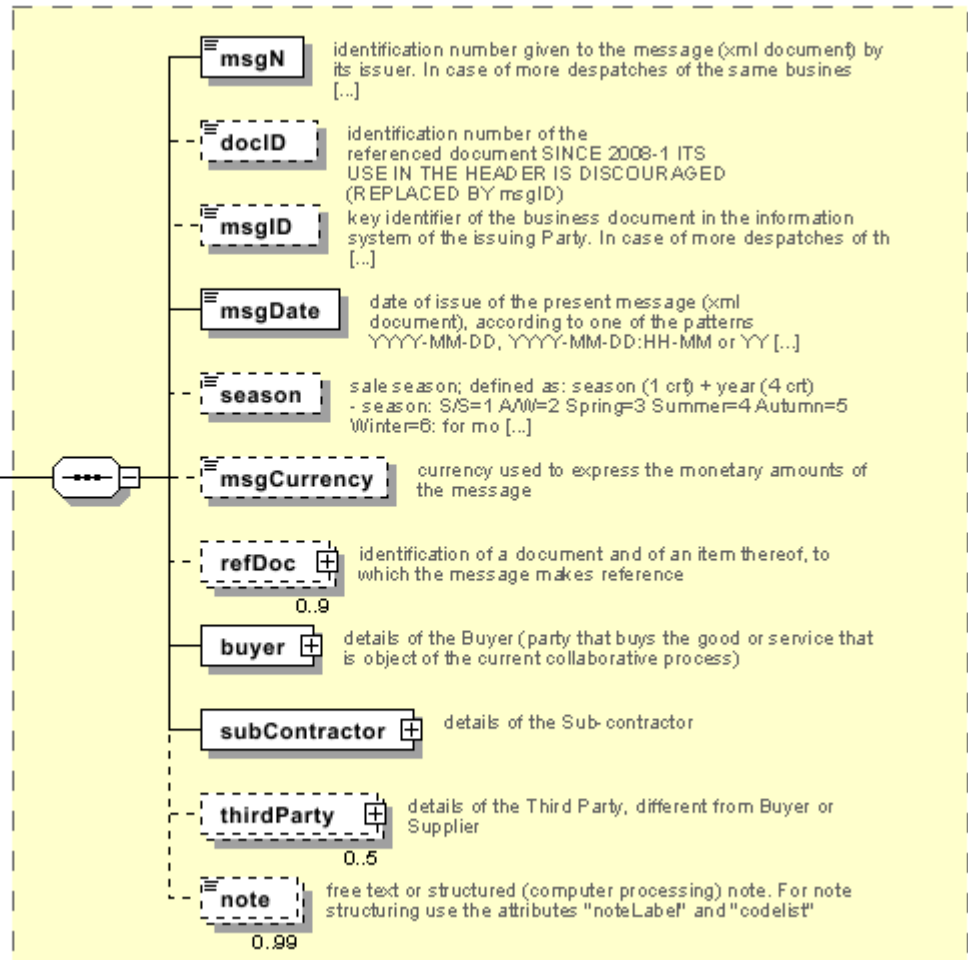 msgN
identification number given to the message (xml document) by
its issuer. In case of more despatches of the same busines
[...]
docID
identification number of the
referenced document SINCE 2008-1 ITS
USE IN THE HEADER IS DISCOURAGED
(REPLACED BY msgID)
msgID
key identifier of the business document in the information
system of the issuing Party. In case of more despatches of th
[...]
msgDate
date of issue of the present message (xml
document), according to one of the patterns
YYYY-MM-DD, YYYY-MM-DD:HH-MM or YY [...]
season
sale season; defined as: season (1 crt) + year (4 crt)
- season: S/S=1 A/W=2 Spring=3 Summer=4 Autumn=5
Winter=6: for mo [...]
msgCurrency
currency used to express the monetary amounts of
the message
refDoc
identification of a document and of an item thereof, to
which the message makes reference
0..9
buyer
details of the Buyer (party that buys the good or service that
is object of the current collaborative process)
subContractor
details of the Sub-contractor
thirdParty
details of the Third Party, different from Buyer or
Supplier
0..5
note
free text or structured (computer processing) note. For note
structuring use the attributes "noteLabel" and "codelist"
0..99